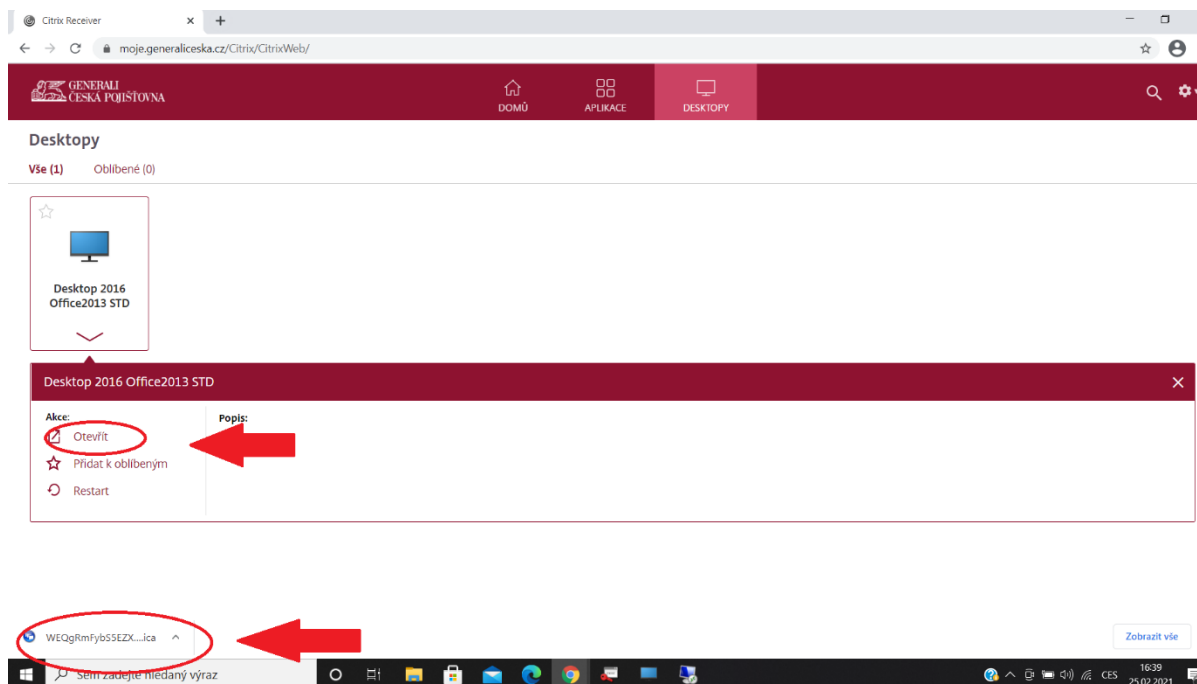 Citrix Receiver
moje.generaliceska.cz/Citrix/CitrixWeb/
GENERALI
ČESKÁ POJIŠŤOVNA
DOMŮ
APLIKACE
DESKTOPY
Desktopy
Vše (1)
Oblíbené (0)
Desktop 2016
Office2013 STD
Desktop 2016 Office2013 STD
Akce:
Popis:
Otevřít
Přidat k oblíbeným
Restart
WEQgRmFybS5EZX....ica
Zobrazit vše
Sem zadejte hledaný výraz
CES
16:39
25.02.2021